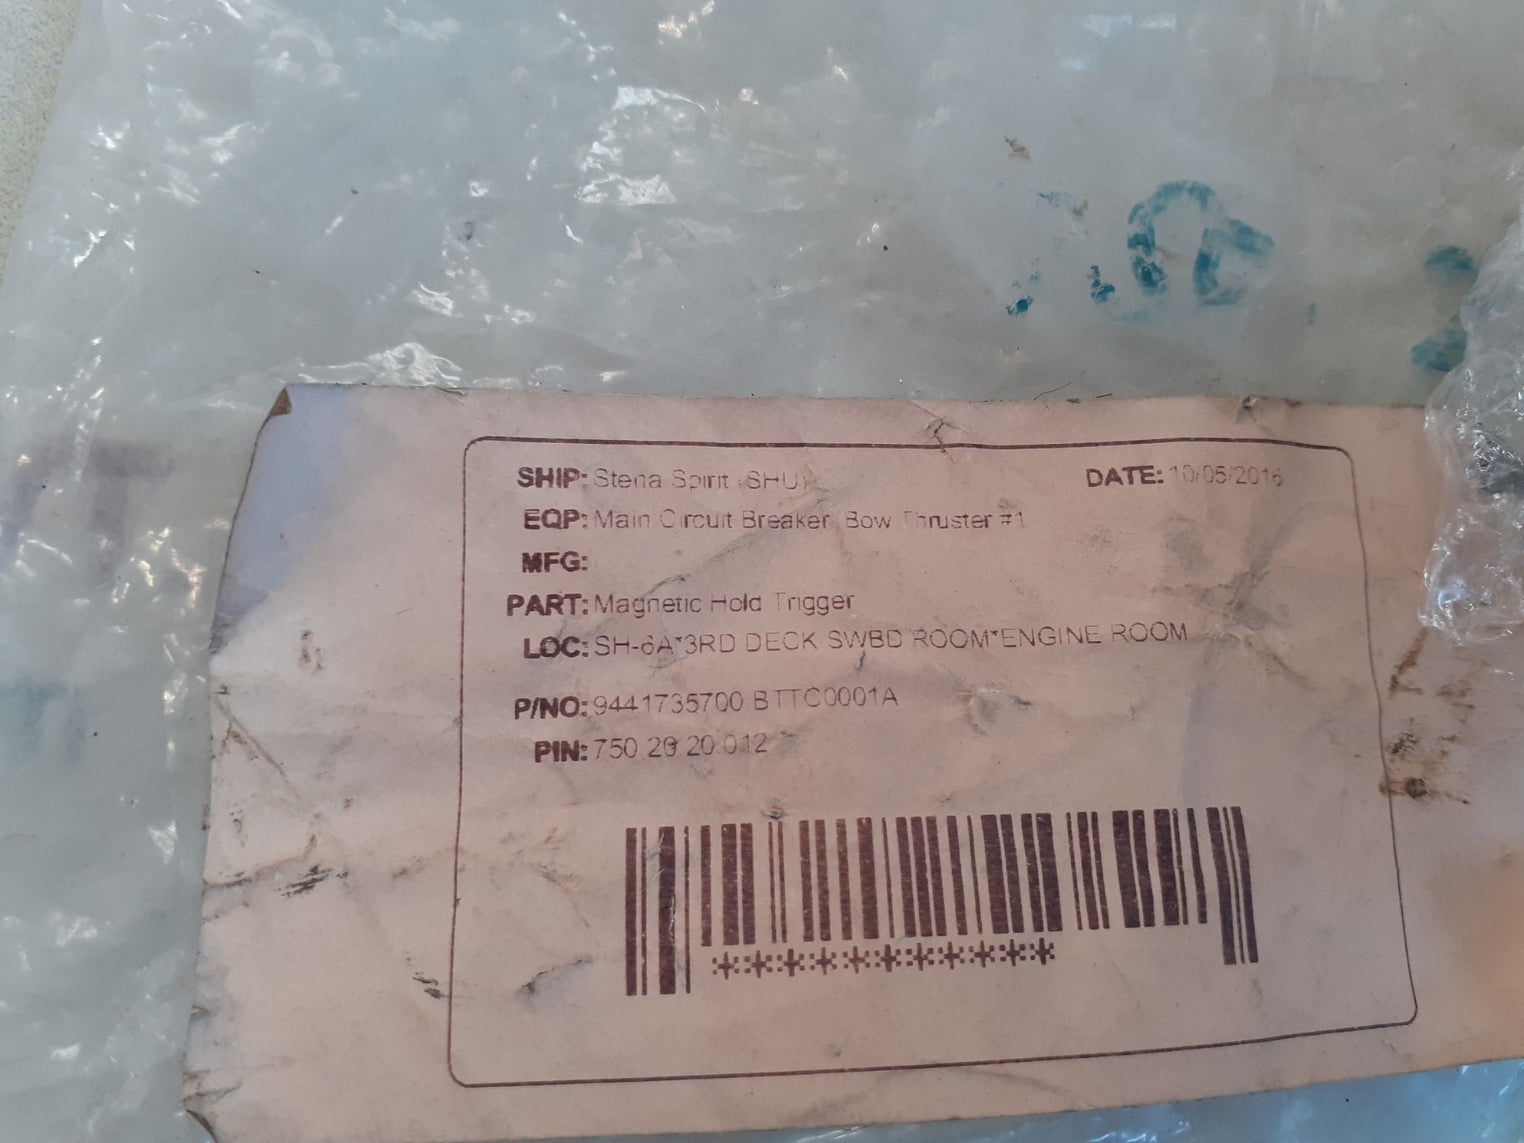 SHIP: Stena Spirit (SHU) DATE: 10/05/2016
EQP: Main Circuit Breaker, Bow Thruster #1
MFG:
PART: Magnetic Hold Trigger
LOC: SH-6A*3RD DECK SWBD ROOM*ENGINE ROOM
P/NO: 9441735700 BTTC0001A
PIN: 750.20.20.012
**********